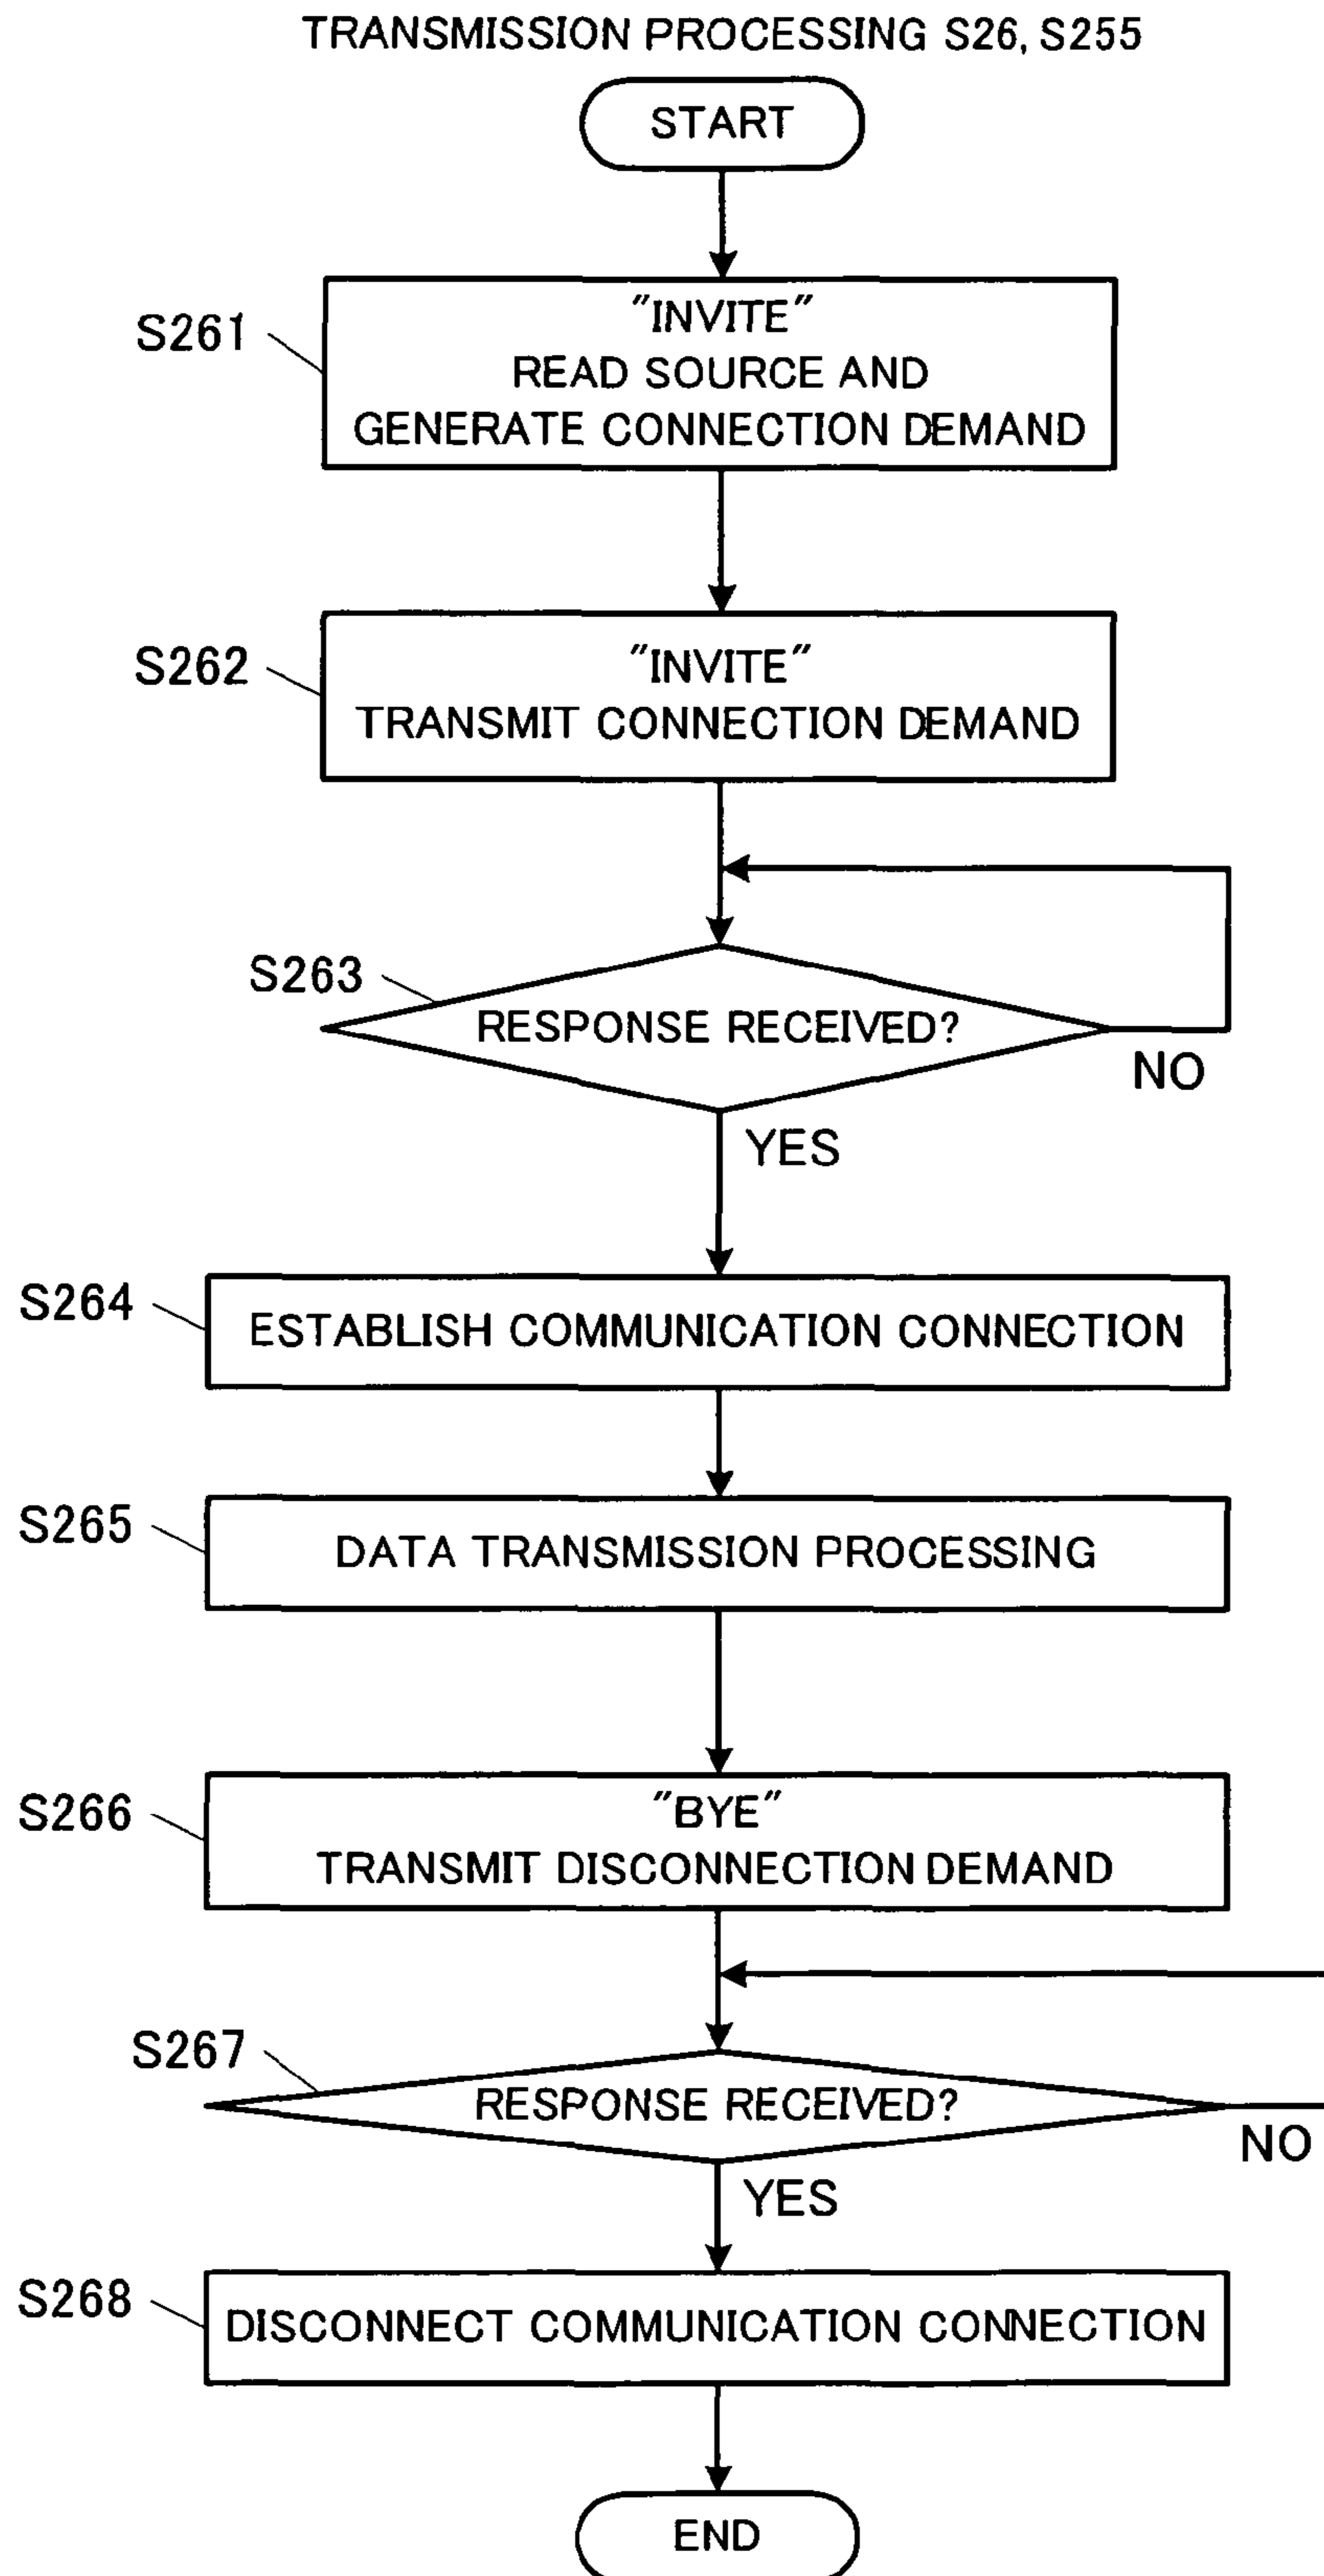 TRANSMISSION PROCESSING S26, S255
START
S261
"INVITE"
READ SOURCE AND
GENERATE CONNECTION DEMAND
S262
"INVITE"
TRANSMIT CONNECTION DEMAND
S263
RESPONSE RECEIVED?
NO
YES
S264
ESTABLISH COMMUNICATION CONNECTION
S265
DATA TRANSMISSION PROCESSING
S266
"BYE"
TRANSMIT DISCONNECTION DEMAND
S267
RESPONSE RECEIVED?
NO
YES
S268
DISCONNECT COMMUNICATION CONNECTION
END